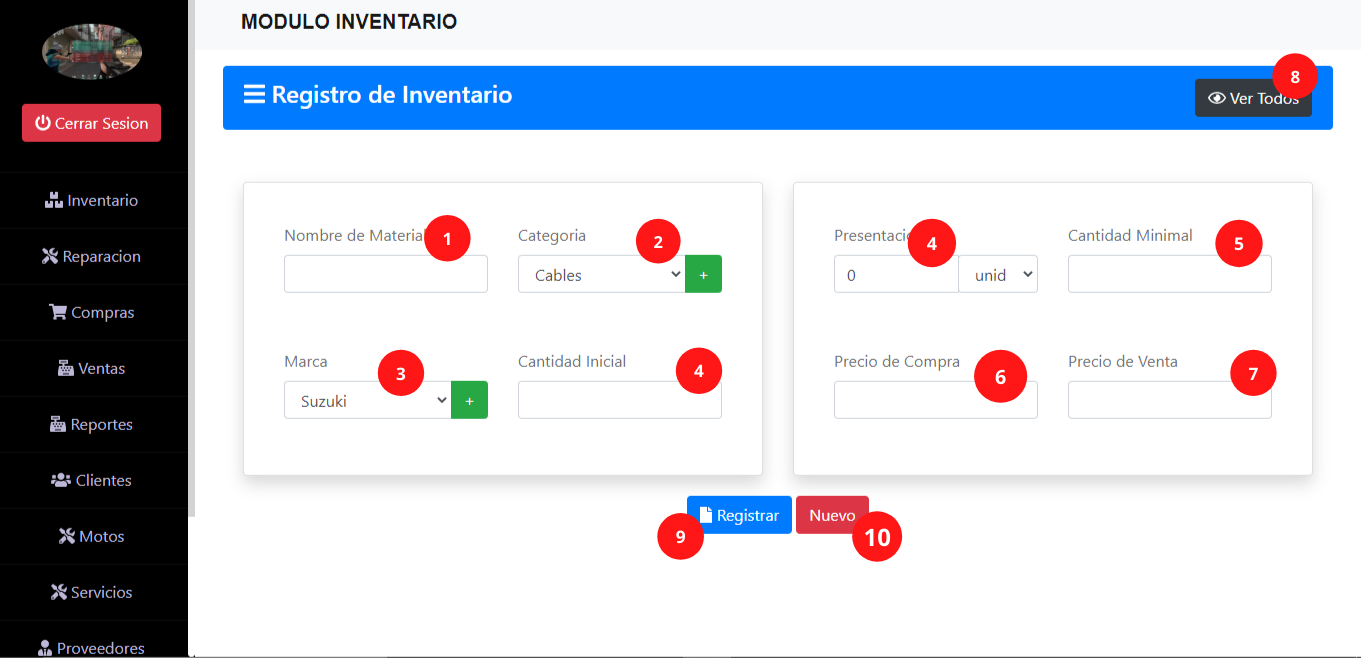 MODULO INVENTARIO
Registro de Inventario
8
Ver Todos
Cerrar Sesion
Inventario
Reparacion
Compras
Ventas
Reportes
Clientes
Motos
Servicios
Proveedores
Nombre de Material
1
Categoria
2
Cables
+
Marca
3
Suzuki
+
Cantidad Inicial
4
Presentacio
4
0
unid
Cantidad Minimal
5
Precio de Compra
6
Precio de Venta
7
Registrar
9
Nuevo
10